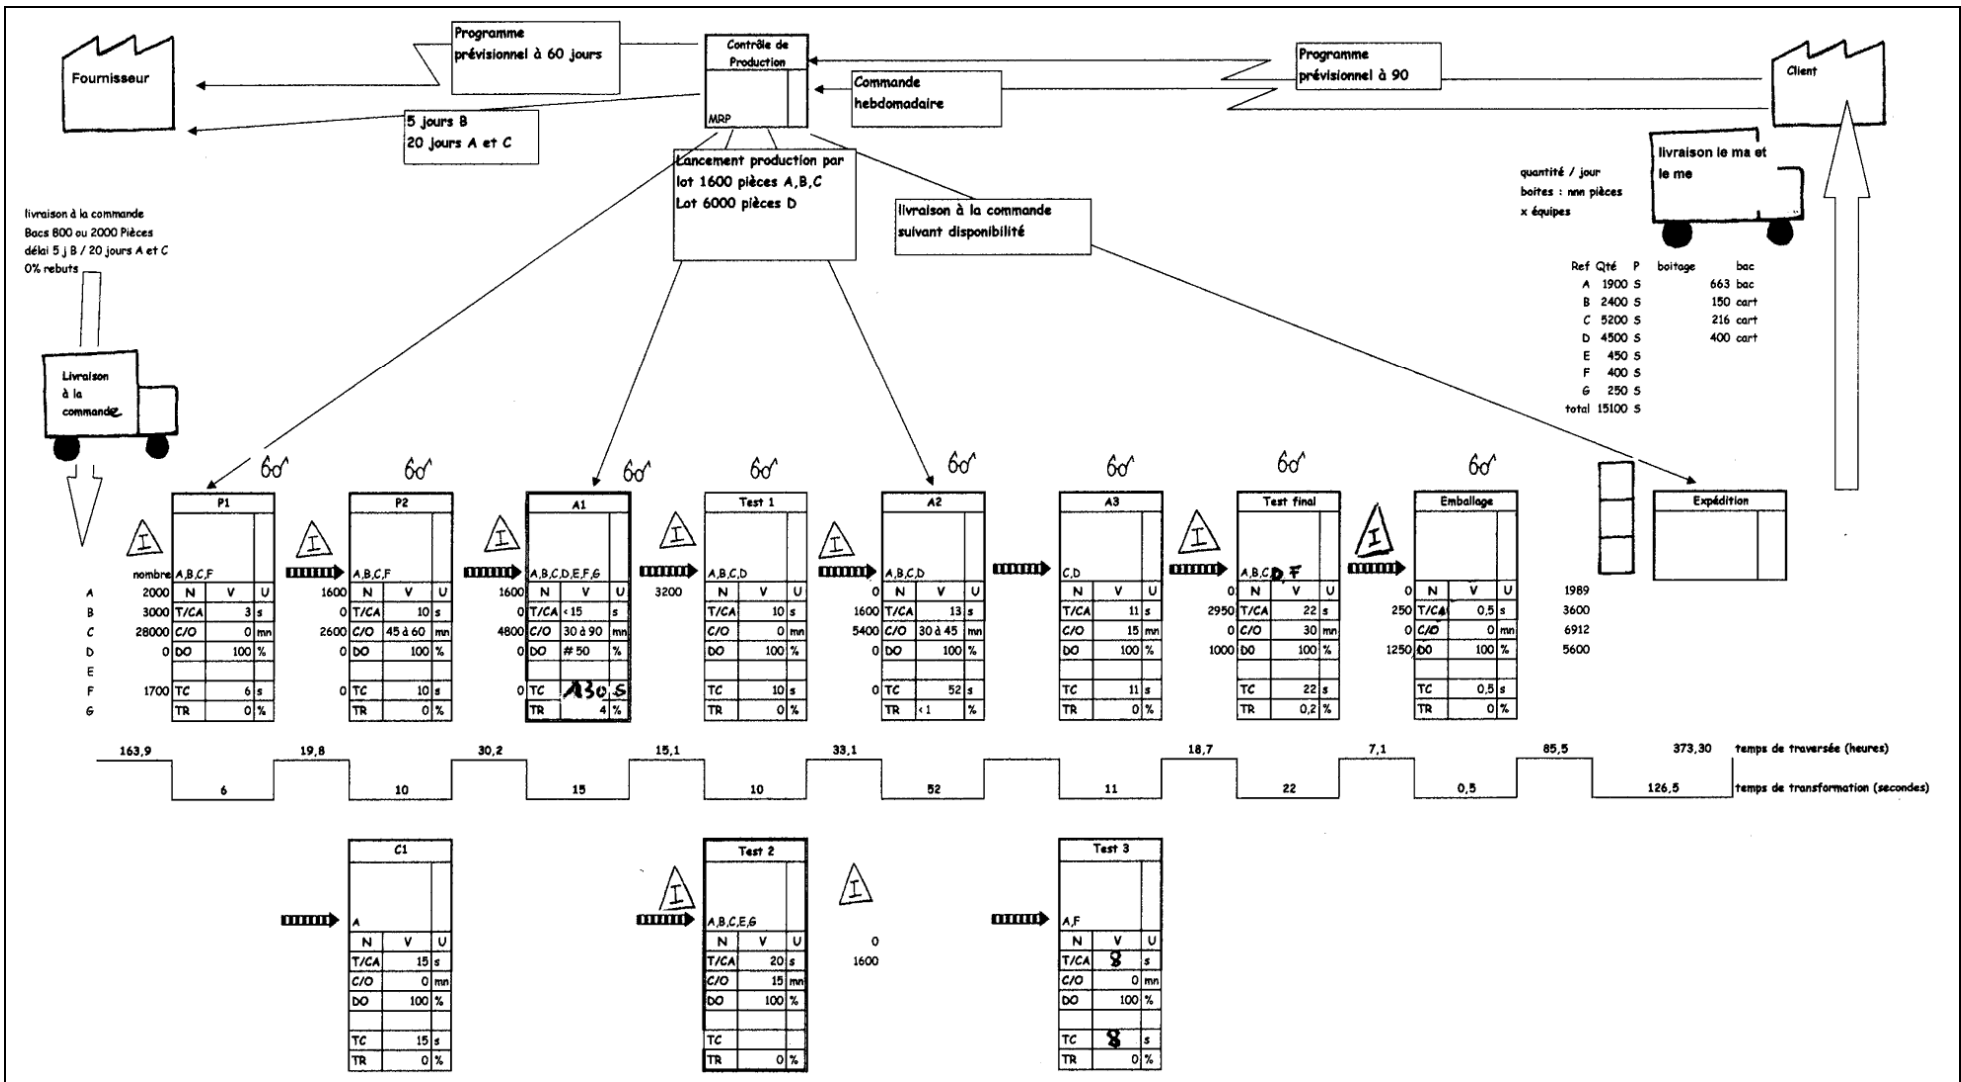 Fournisseur
Programme
prévisionnel à 60 jours
Contrôle de
Production
MRP
Programme
prévisionnel à 90
Client
Commande
hebdomadaire
5 jours B
20 jours A et C
Lancement production par
lot 1600 pièces A,B,C
Lot 6000 pièces D
livraison à la commande
suivant disponibilité
livraison le ma et
le me
quantité / jour
boites : nnn pièces
x équipes
livraison à la commande
Bacs 800 ou 2000 Pièces
délai 5 j B / 20 jours A et C
0% rebuts
Livraison
à la
commande
Ref Qté P boitage bac
A 1900 S 663 bac
B 2400 S 150 cart
C 5200 S 216 cart
D 4500 S 400 cart
E 450 S
F 400 S
G 250 S
total 15100 S
P1 P2 A1 Test 1 A2 A3 Test final Emballage Expédition
I I I I I I I
nombre A,B,C,F A,B,C,F A,B,C,D,E,F,G A,B,C,D A,B,C,D C,D A,B,C,D,F
A 2000 N V U 1600 N V U 1600 N V U 3200 N V U 0 N V U N V U 0 N V U 0 N V U 1989
B 3000 T/CA 3 s 0 T/CA 10 s 0 T/CA <15 s T/CA 10 s 1600 T/CA 13 s T/CA 11 s 2950 T/CA 22 s 250 T/CA 0,5 s 3600
C 28000 C/O 0 mn 2600 C/O 45 à 60 mn 4800 C/O 30 à 90 mn C/O 0 mn 5400 C/O 30 à 45 mn C/O 15 mn 0 C/O 30 mn 0 C/O 0 mn 6912
D 0 DO 100 % 0 DO 100 % 0 DO # 50 % DO 100 % 0 DO 100 % DO 100 % 1000 DO 100 % 1250 DO 100 % 5600
E
F 1700 TC 6 s 0 TC 10 s 0 TC 130 s TC 10 s 0 TC 52 s TC 11 s TC 22 s TC 0,5 s
G TR 0 % TR 0 % TR 4 % TR 0 % TR <1 % TR 0 % TR 0,2 % TR 0 %
163,9 19,8 30,2 15,1 33,1 18,7 7,1 85,5 373,30 temps de traversée (heures)
6 10 15 10 52 11 22 0,5 126,5 temps de transformation (secondes)
C1 Test 2 Test 3
I I
A A,B,C,E,G A,F
N V U N V U 0 N V U
T/CA 15 s T/CA 20 s 1600 T/CA 8 s
C/O 0 mn C/O 15 mn C/O 0 mn
DO 100 % DO 100 % DO 100 %
TC 15 s TC TC 8 s
TR 0 % TR 0 % TR 0 %